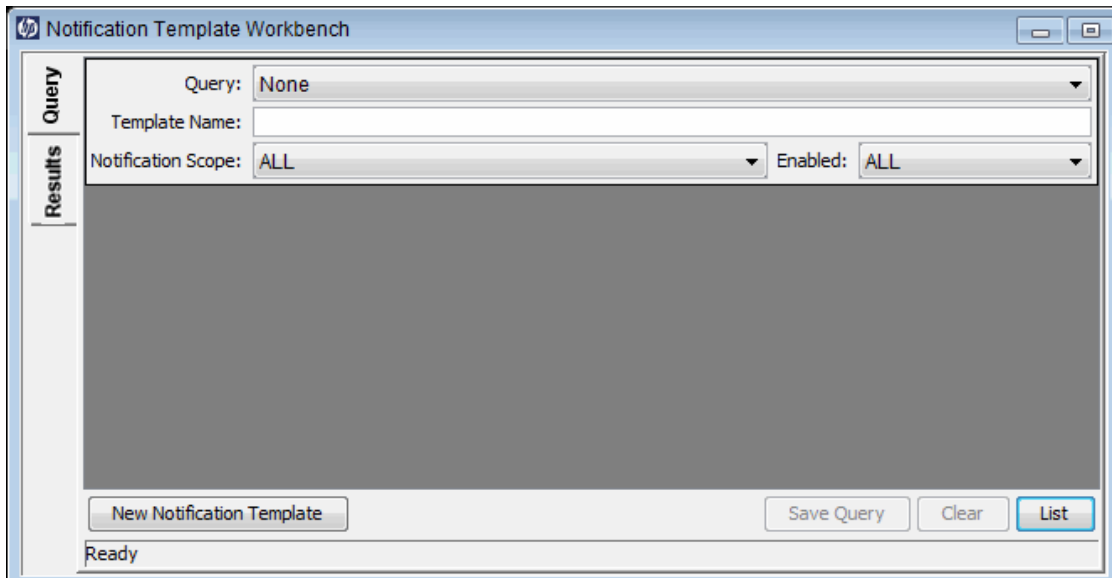 hp Notification Template Workbench
Query
Results
Query: None
Template Name:
Notification Scope: ALL Enabled: ALL
New Notification Template Save Query Clear List
Ready